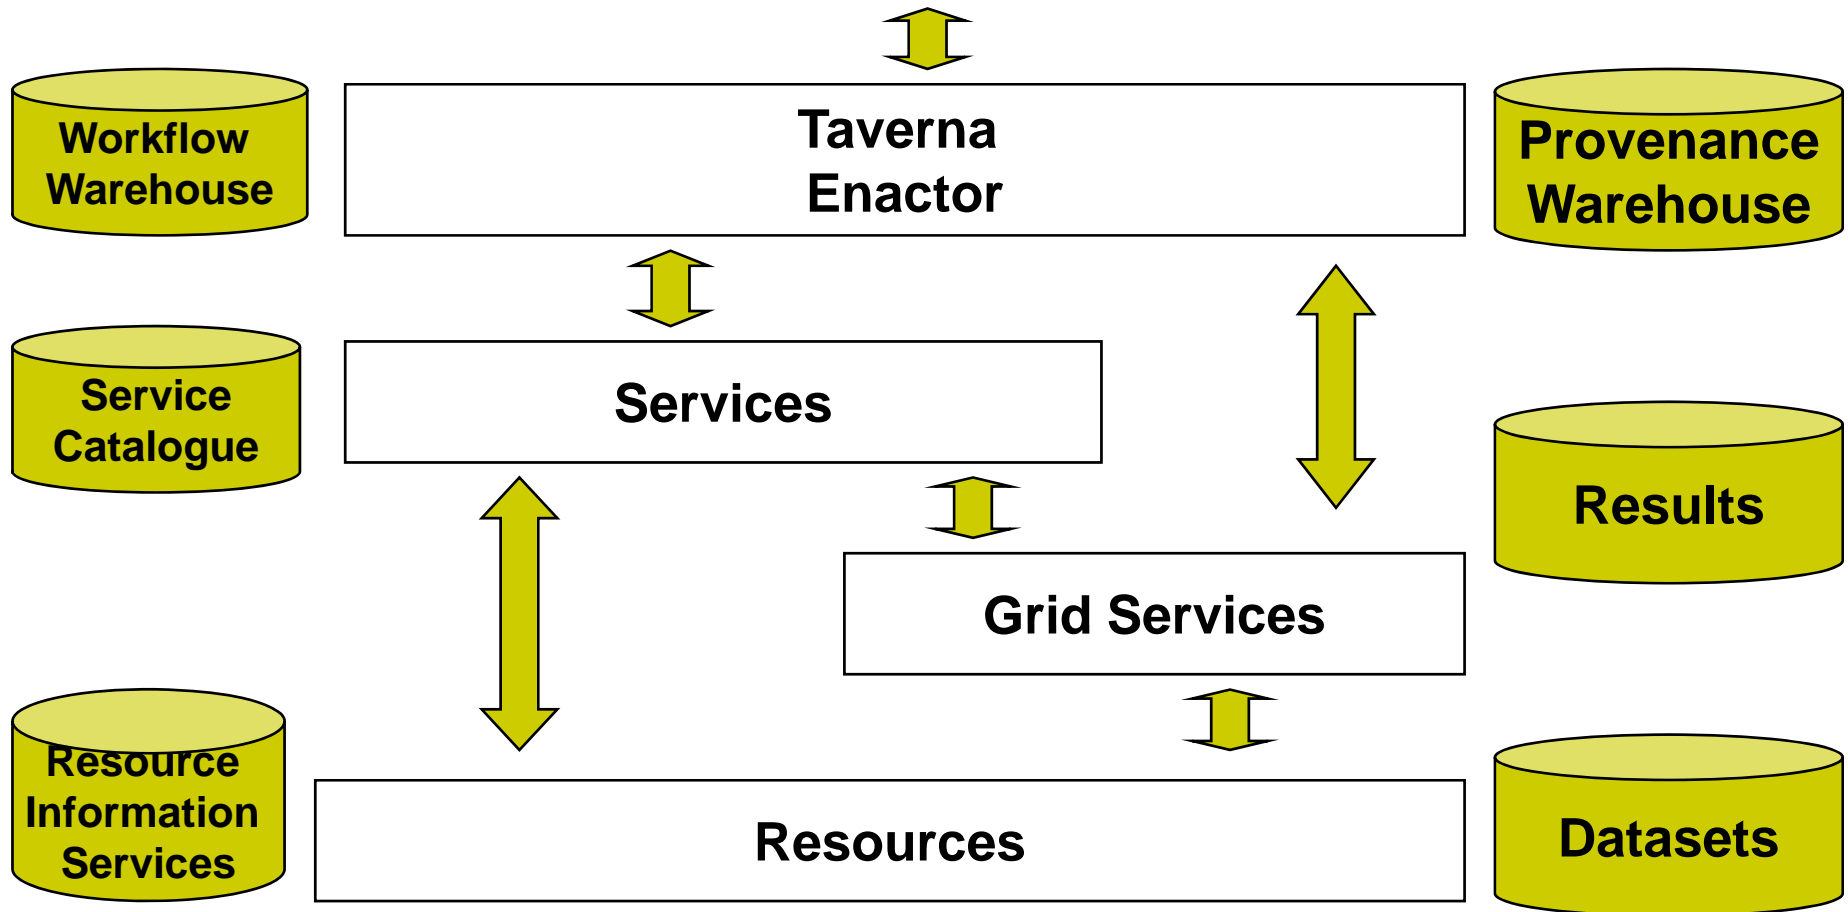 Workflow
Warehouse
Taverna
Enactor
Provenance
Warehouse
Service
Catalogue
Services
Results
Grid Services
Resource
Information
Services
Resources
Datasets